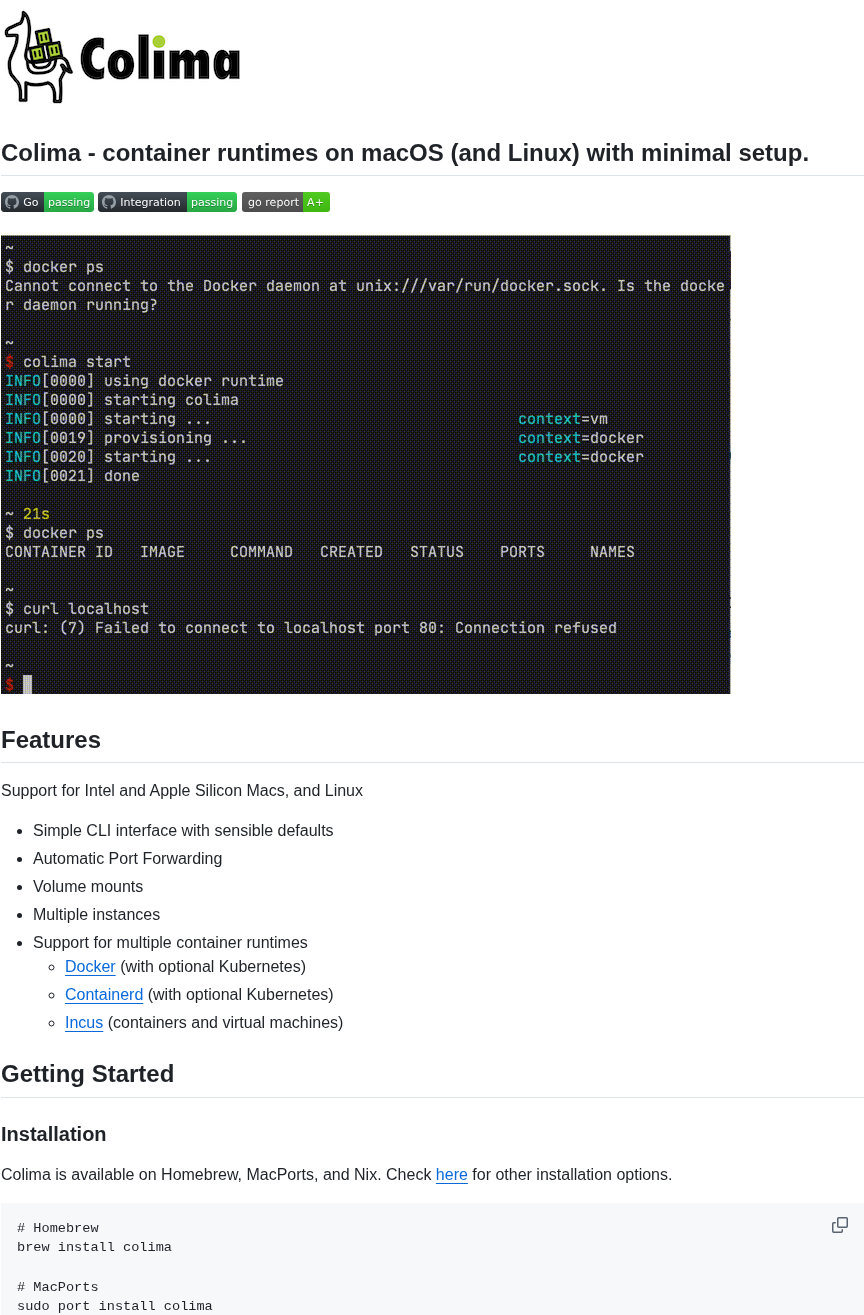 Colima
Colima - container runtimes on macOS (and Linux) with minimal setup.
Go passing Integration passing go report A+
~
$ docker ps
Cannot connect to the Docker daemon at unix:///var/run/docker.sock. Is the docke
r daemon running?
~
$ colima start
INFO[0000] using docker runtime
INFO[0000] starting colima
INFO[0000] starting ... context=vm
INFO[0019] provisioning ... context=docker
INFO[0020] starting ... context=docker
INFO[0021] done
~ 21s
$ docker ps
CONTAINER ID IMAGE COMMAND CREATED STATUS PORTS NAMES
~
$ curl localhost
curl: (7) Failed to connect to localhost port 80: Connection refused
~
$
Features
Support for Intel and Apple Silicon Macs, and Linux
• Simple CLI interface with sensible defaults
• Automatic Port Forwarding
• Volume mounts
• Multiple instances
• Support for multiple container runtimes
◦ Docker (with optional Kubernetes)
◦ Containerd (with optional Kubernetes)
◦ Incus (containers and virtual machines)
Getting Started
Installation
Colima is available on Homebrew, MacPorts, and Nix. Check here for other installation options.
# Homebrew
brew install colima
# MacPorts
sudo port install colima